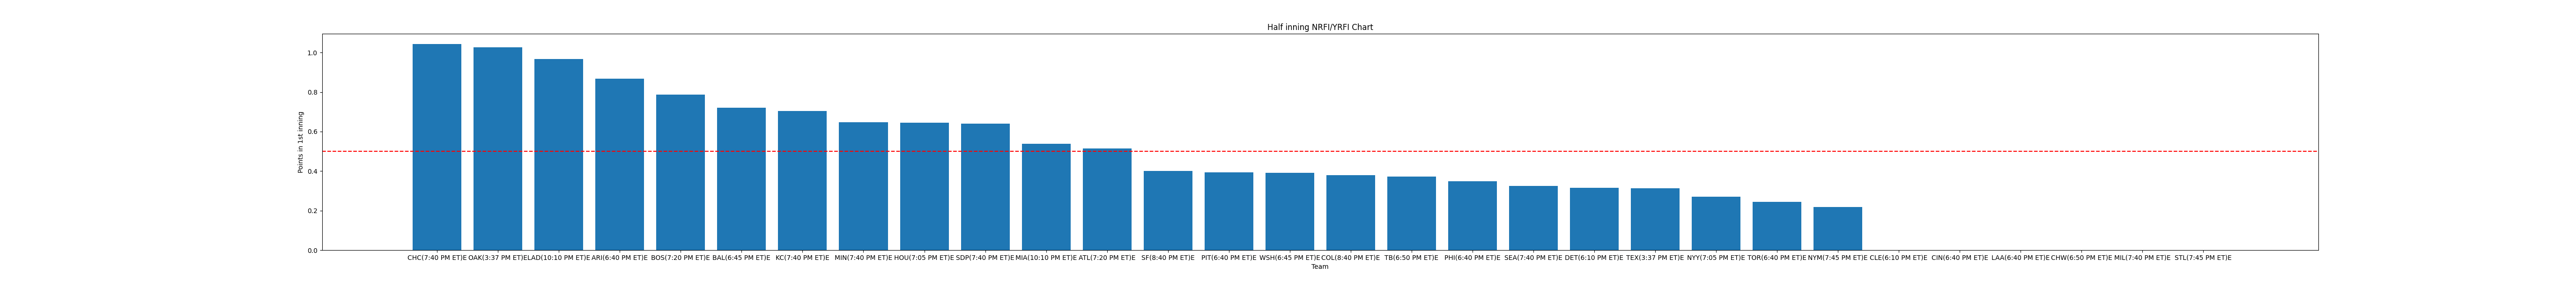 Half inning NRFI/YRFI Chart
1.0
0.8
0.6
0.4
0.2
0.0
Points in 1st inning
CHC(7:40 PM ET)E OAK(3:37 PM ET)E LAD(10:10 PM ET)E ARI(6:40 PM ET)E BOS(7:20 PM ET)E BAL(6:45 PM ET)E KC(7:40 PM ET)E MIN(7:40 PM ET)E HOU(7:05 PM ET)E SDP(7:40 PM ET)E MIA(10:10 PM ET)E ATL(7:20 PM ET)E SF(8:40 PM ET)E PIT(6:40 PM ET)E WSH(6:45 PM ET)E COL(8:40 PM ET)E TB(6:50 PM ET)E PHI(6:40 PM ET)E SEA(7:40 PM ET)E DET(6:10 PM ET)E TEX(3:37 PM ET)E NYY(7:05 PM ET)E TOR(6:40 PM ET)E NYM(7:45 PM ET)E CLE(6:10 PM ET)E CIN(6:40 PM ET)E LAA(6:40 PM ET)E CHW(6:50 PM ET)E MIL(7:40 PM ET)E STL(7:45 PM ET)E
Team